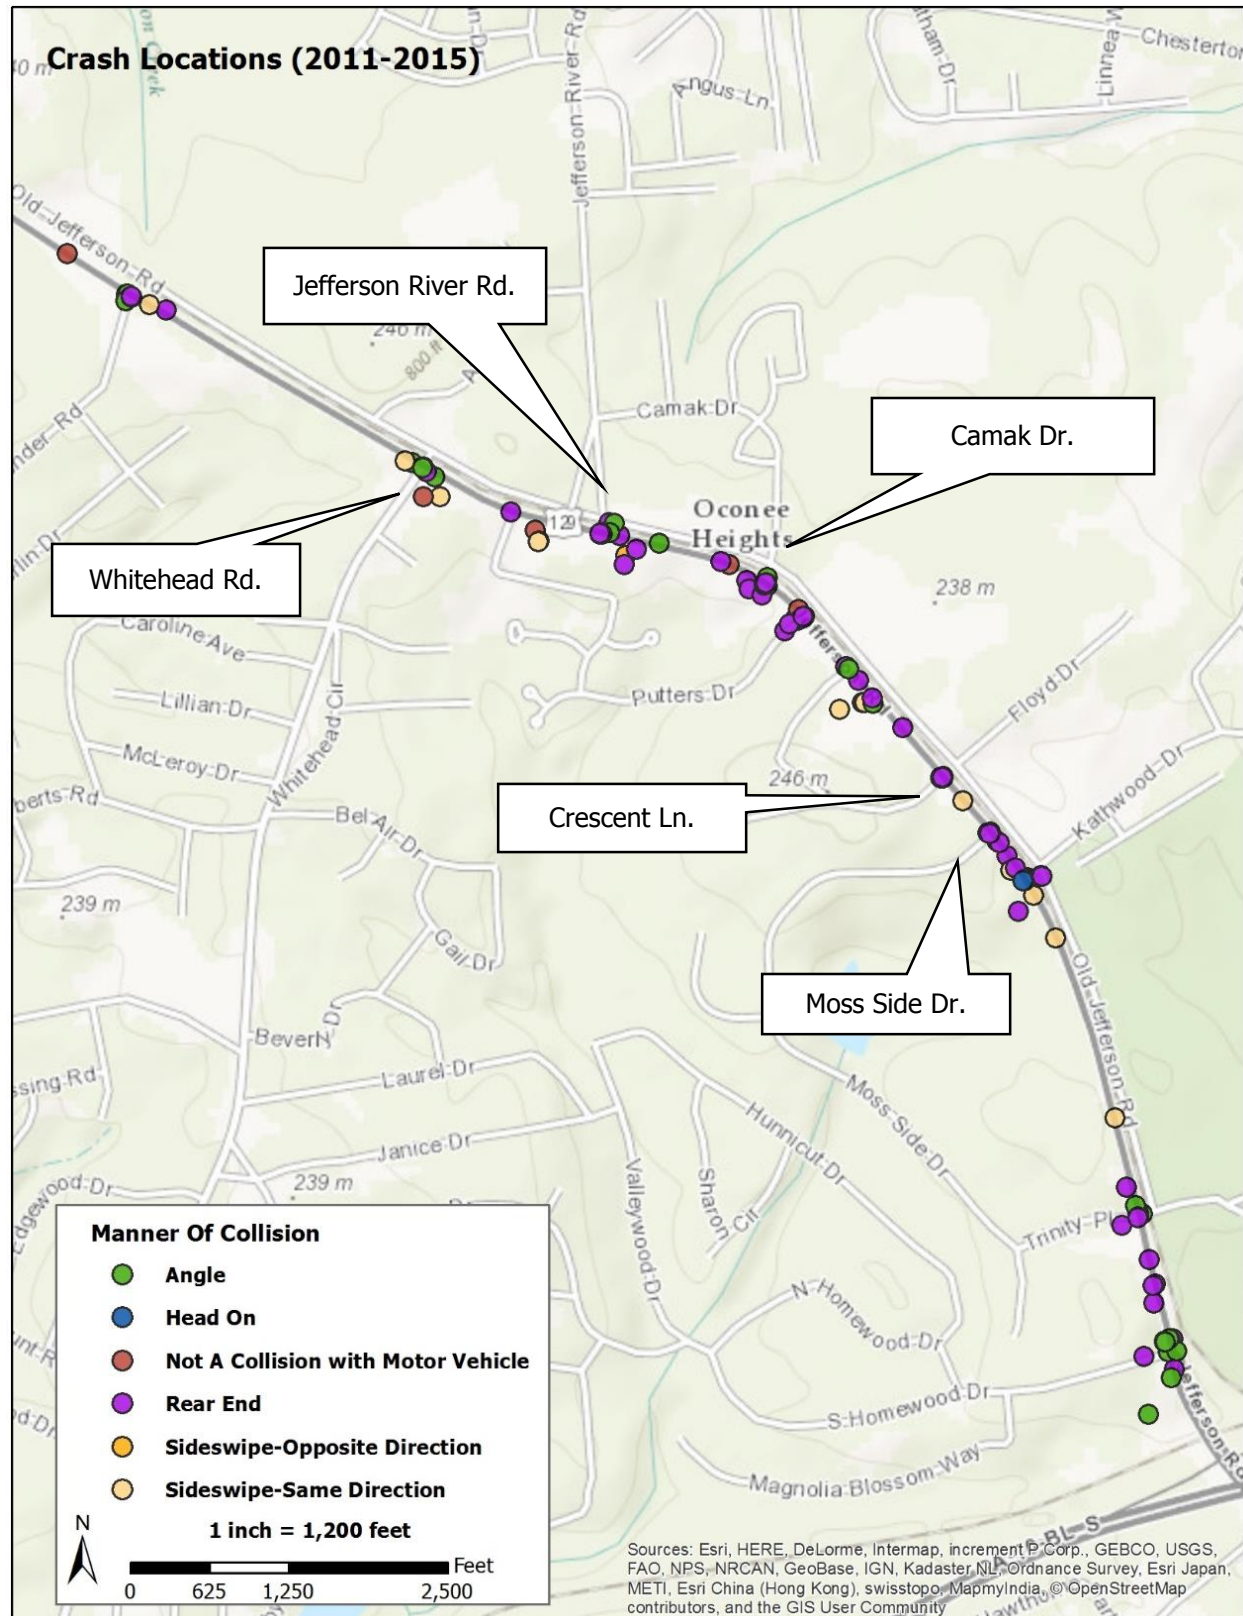 Crash Locations (2011-2015)
Chesterton
Linnea
Angus Ln
Jefferson River Rd
Old Jefferson Rd
Jefferson River Rd.
246 m
800 ft
Camak Dr
Camak Dr.
Oconee
Heights
129
Whitehead Rd.
238 m
Caroline Ave
Lillian Dr
McLeroy Dr
Whitehead Cir
Putters Dr
Floyd Dr
246 m
Kathwood Dr
Crescent Ln.
Bel Air Dr
239 m
Gail Dr
Moss Side Dr.
Beverly Dr
Old Jefferson Rd
Laurel Dr
Janice Dr
Moss Side Dr
Hunnicut Dr
Valleywood Dr
Sharon Cir
239 m
Edgewood Dr
Trinity Pl
N Homewood Dr
S Homewood Dr
Magnolia Blossom Way
Jefferson Rd
Manner Of Collision
Angle
Head On
Not A Collision with Motor Vehicle
Rear End
Sideswipe-Opposite Direction
Sideswipe-Same Direction
N
1 inch = 1,200 feet
Feet
0 625 1,250 2,500
Sources: Esri, HERE, DeLorme, Intermap, increment P Corp., GEBCO, USGS,
FAO, NPS, NRCAN, GeoBase, IGN, Kadaster NL, Ordnance Survey, Esri Japan,
METI, Esri China (Hong Kong), swisstopo, MapmyIndia, © OpenStreetMap
contributors, and the GIS User Community